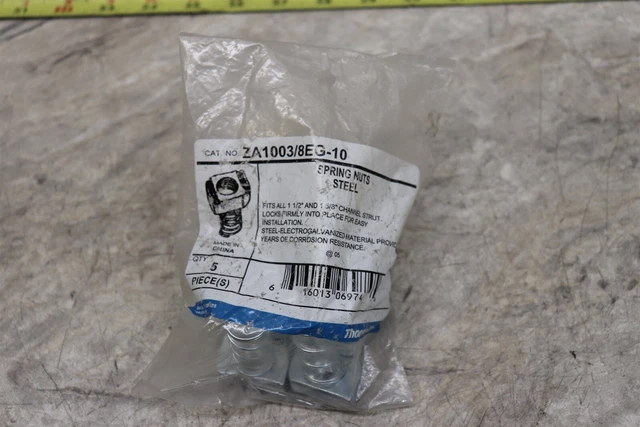 CAT. NO. ZA1003/8EG-10
SPRING NUTS
STEEL
FITS ALL 1 1/2" AND 1 5/8" CHANNEL STRUT.
LOCKS FIRMLY INTO PLACE FOR EASY
INSTALLATION.
STEEL-ELECTROGALVANIZED MATERIAL PROVIDES
YEARS OF CORROSION RESISTANCE.
MADE IN
CHINA
QTY
5
PIECE(S)
6 16013 06974